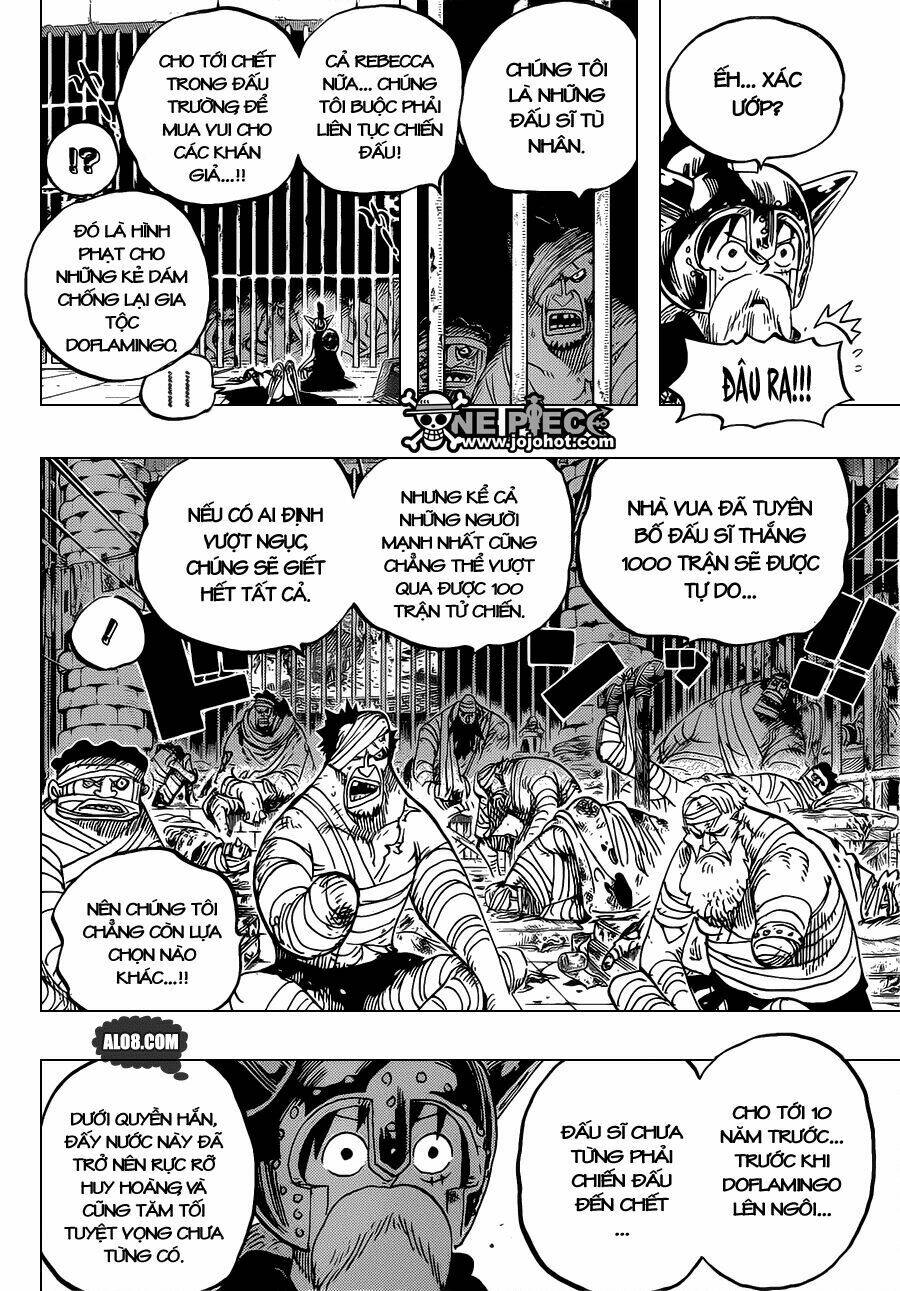 ẾH... XÁC
ƯỚP?
ĐÂU RA!!!
CHÚNG TÔI
LÀ NHỮNG
ĐẤU SĨ TÙ
NHÂN.
CẢ REBECCA
NỮA... CHÚNG
TÔI BUỘC PHẢI
LIÊN TỤC CHIẾN
ĐẤU!
CHO TỚI CHẾT
TRONG ĐẤU
TRƯỜNG, ĐỂ
MUA VUI CHO
CÁC KHÁN
GIẢ...!!
!?
ĐÓ LÀ HÌNH
PHẠT CHO
NHỮNG KẺ DÁM
CHỐNG LẠI GIA
TỘC
DOFLAMINGO.
ONE PIECE
www.jojohot.com
NHÀ VUA ĐÃ TUYÊN
BỐ ĐẤU SĨ THẮNG
1000 TRẬN SẼ ĐƯỢC
TỰ DO...
NHƯNG KỂ CẢ
NHỮNG NGƯỜI
MẠNH NHẤT CŨNG
CHẲNG THỂ VƯỢT
QUA ĐƯỢC 100
TRẬN TỬ CHIẾN.
NẾU CÓ AI ĐỊNH
VƯỢT NGỤC,
CHÚNG SẼ GIẾT
HẾT TẤT CẢ.
!
NÊN CHÚNG TÔI
CHẲNG CÒN LỰA
CHỌN NÀO
KHÁC...!!
ALO8.COM
CHO TỚI 10
NĂM TRƯỚC...
TRƯỚC KHI
DOFLAMINGO
LÊN NGÔI...
ĐẤU SĨ CHƯA
TỪNG PHẢI
CHIẾN ĐẤU
ĐẾN CHẾT
...
DƯỚI QUYỀN HẮN,
ĐẤY NƯỚC NÀY ĐÃ
TRỞ NÊN RỰC RỠ
HUY HOÀNG, VÀ
CŨNG TĂM TỐI
TUYỆT VỌNG CHƯA
TỪNG CÓ.